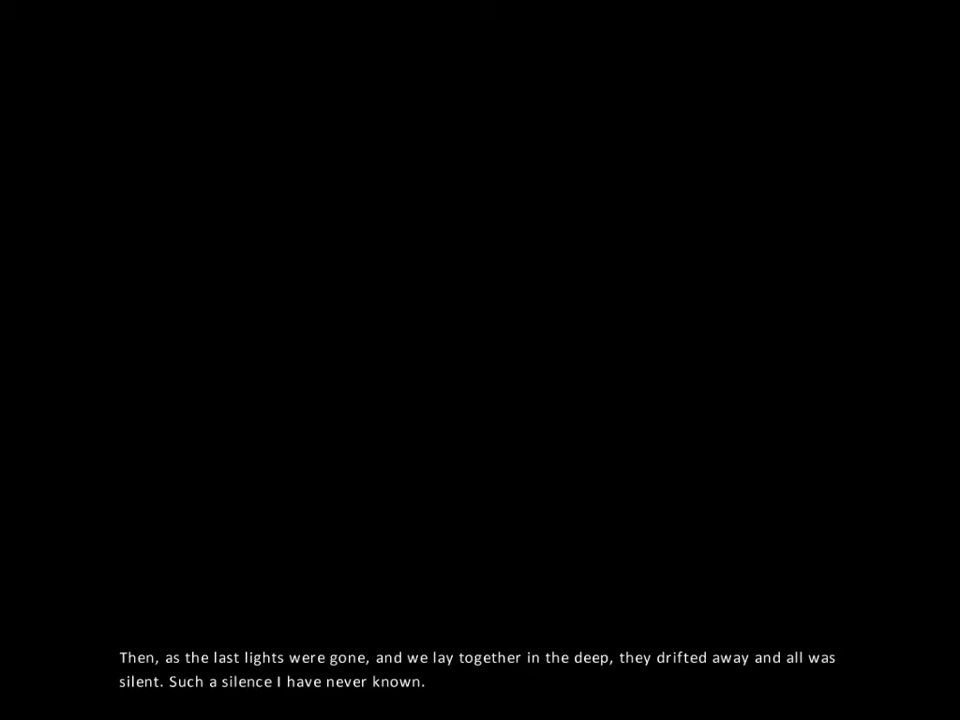 Then, as the last lights were gone, and we lay together in the deep, they drifted away and all was
silent. Such a silence I have never known.